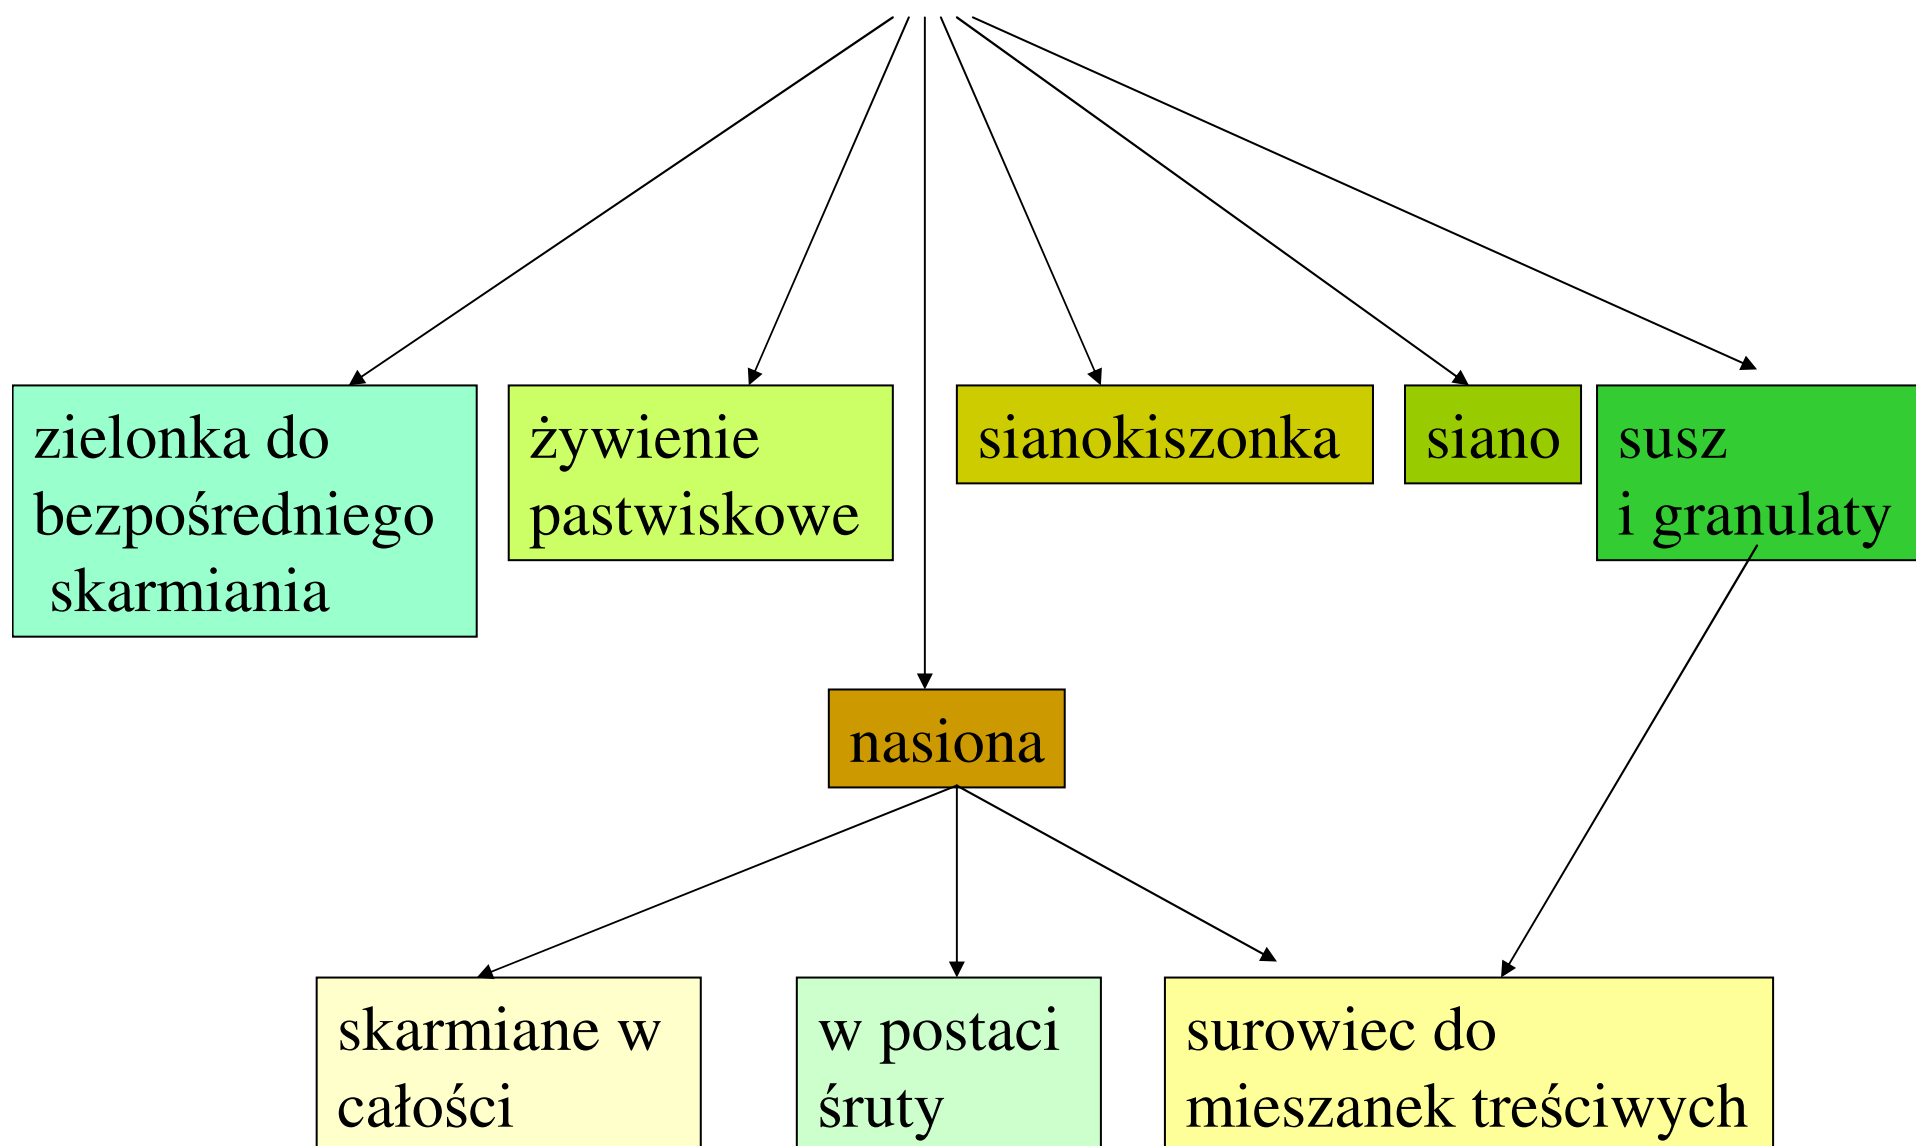 zielonka do
bezpośredniego
skarmiania
żywienie
pastwiskowe
sianokiszonka
siano
susz
i granulaty
nasiona
skarmiane w
całości
w postaci
śruty
surowiec do
mieszanek treściwych